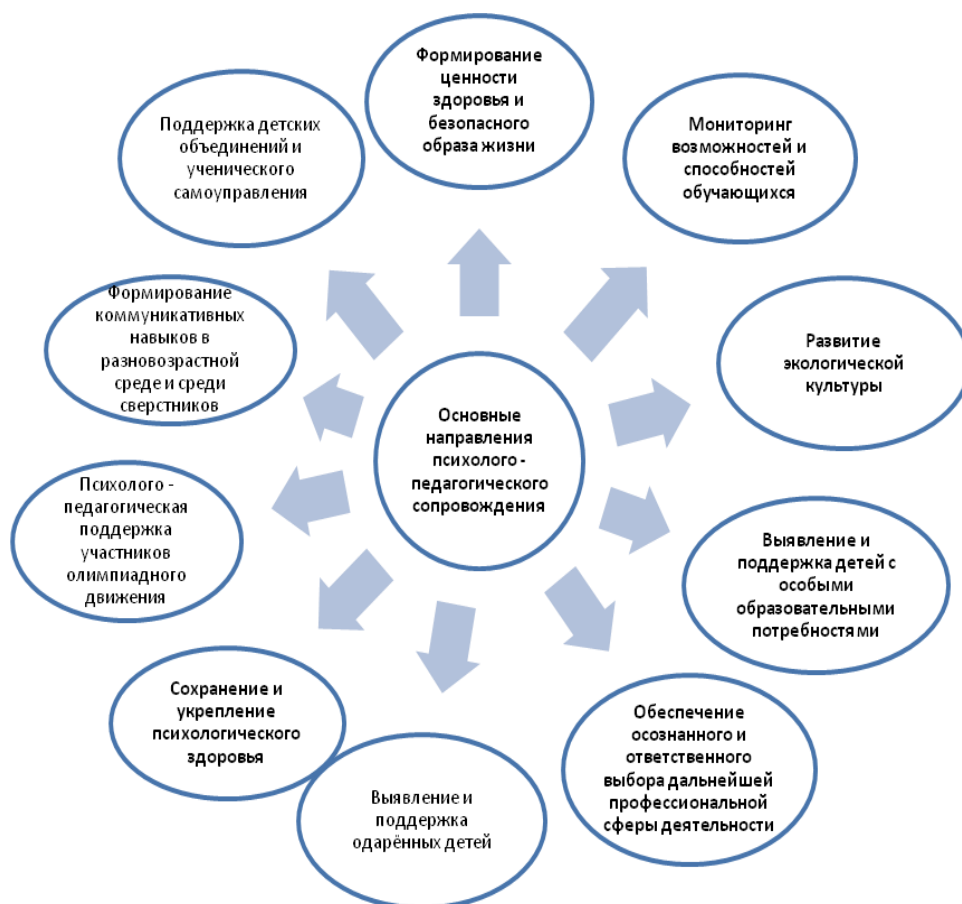 Формирование
ценности
здоровья и
безопасного
образа жизни
Мониторинг
возможностей и
способностей
обучающихся
Развитие
экологической
культуры
Выявление и
поддержка детей с
особыми
образовательными
потребностями
Обеспечение
осознанного и
ответственного
выбора дальнейшей
профессиональной
сферы деятельности
Выявление и
поддержка
одарённых детей
Сохранение и
укрепление
психологического
здоровья
Психолого -
педагогическая
поддержка
участников
олимпиадного
движения
Формирование
коммуникативных
навыков в
разновозрастной
среде и среди
сверстников
Поддержка детских
объединений и
ученического
самоуправления
Основные
направления
психолого -
педагогического
сопровождения